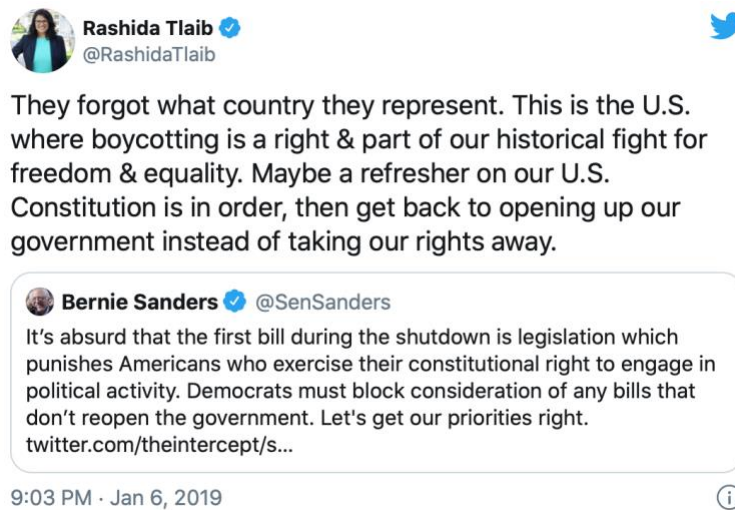 Rashida Tlaib
@RashidaTlaib
They forgot what country they represent. This is the U.S.
where boycotting is a right & part of our historical fight for
freedom & equality. Maybe a refresher on our U.S.
Constitution is in order, then get back to opening up our
government instead of taking our rights away.
Bernie Sanders @SenSanders
It’s absurd that the first bill during the shutdown is legislation which
punishes Americans who exercise their constitutional right to engage in
political activity. Democrats must block consideration of any bills that
don’t reopen the government. Let's get our priorities right.
twitter.com/theintercept/s...
9:03 PM · Jan 6, 2019